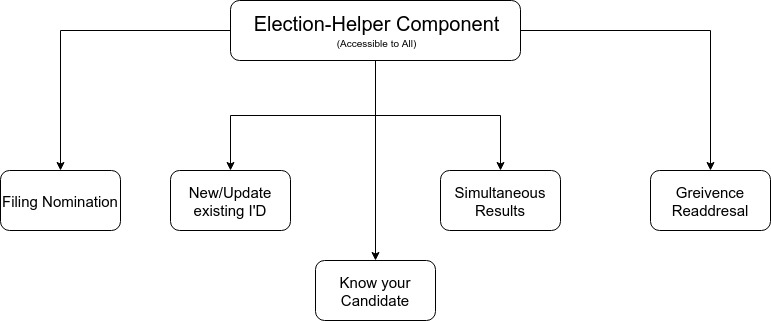 Election-Helper Component
(Accessible to All)
Filing Nomination
New/Update
existing I'D
Simultaneous
Results
Greivence
Readdresal
Know your
Candidate